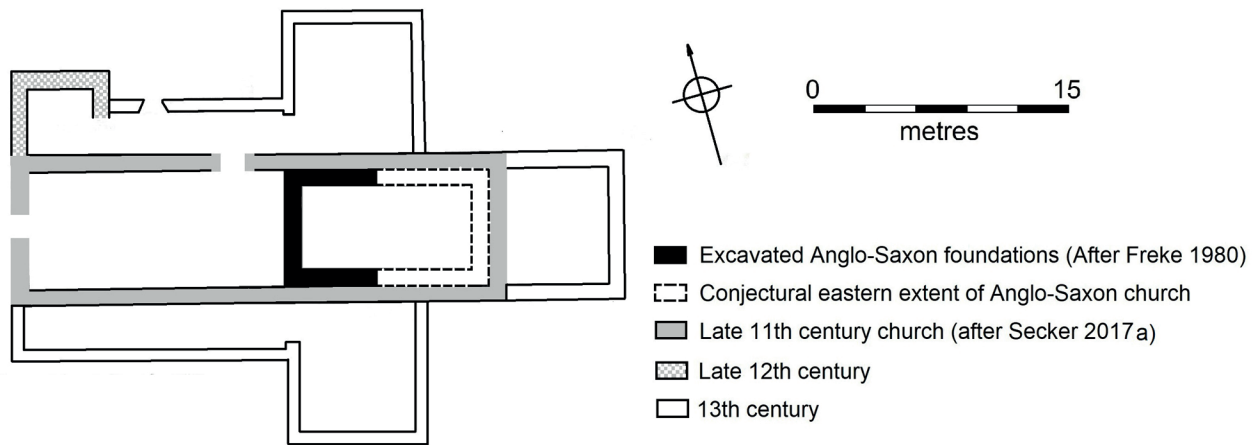 0 15
metres
Excavated Anglo-Saxon foundations (After Freke 1980)
Conjectural eastern extent of Anglo-Saxon church
Late 11th century church (after Secker 2017a)
Late 12th century
13th century